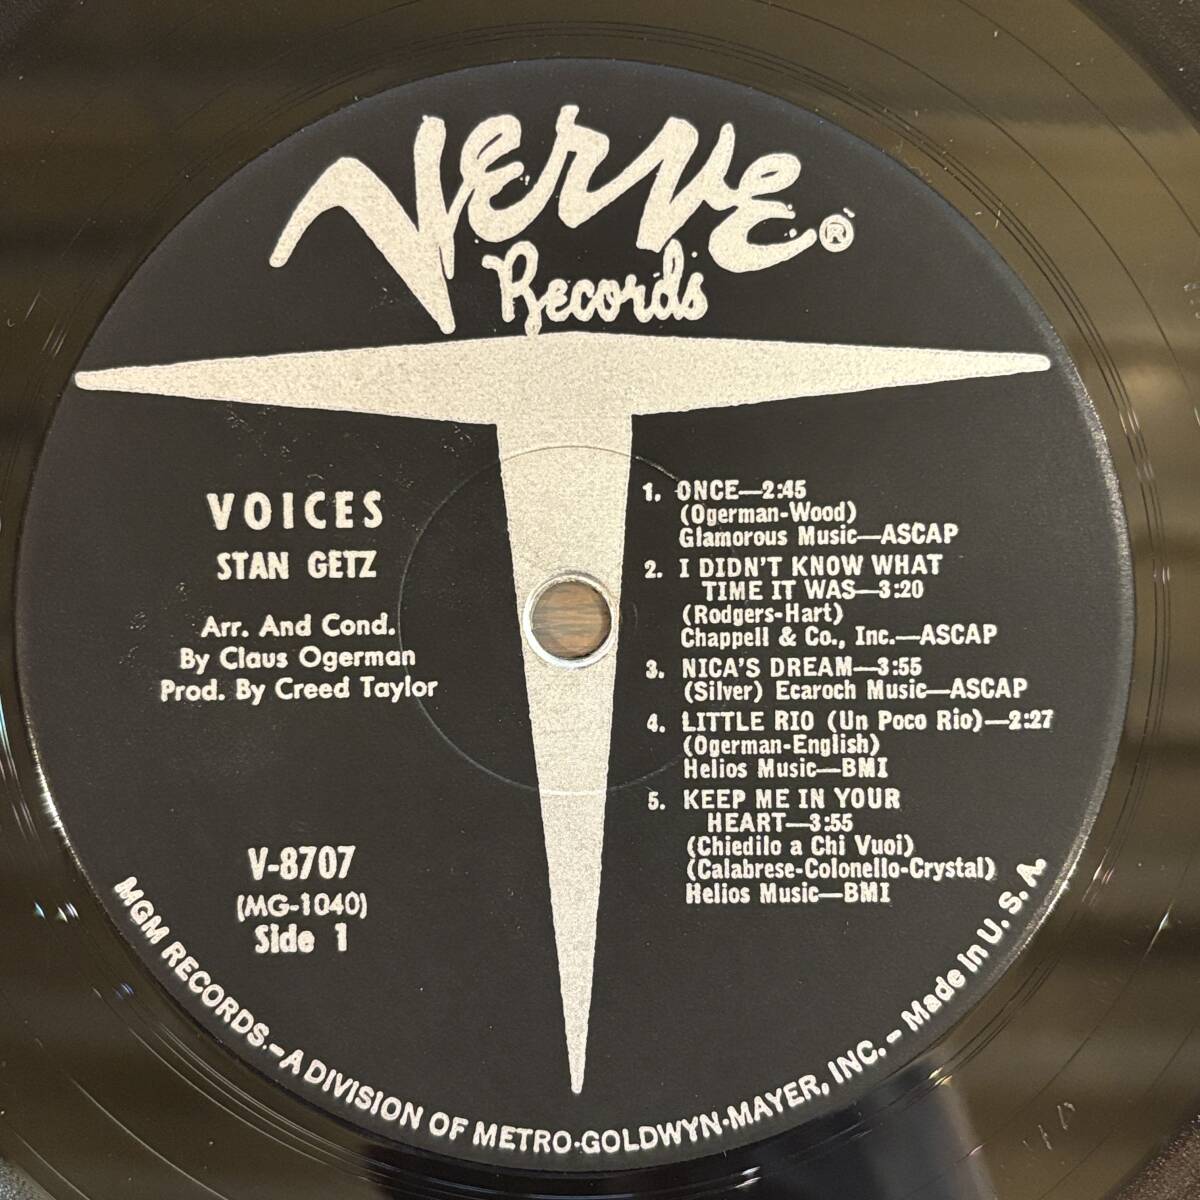 Verve ®
Records
VOICES
STAN GETZ
Arr. And Cond.
By Claus Ogerman
Prod. By Creed Taylor
V-8707
(MG-1040)
Side 1
1. ONCE—2:45
(Ogerman-Wood)
Glamorous Music—ASCAP
2. I DIDN'T KNOW WHAT
TIME IT WAS—3:20
(Rodgers-Hart)
Chappell & Co., Inc.—ASCAP
3. NICA'S DREAM—3:55
(Silver) Ecaroch Music—ASCAP
4. LITTLE RIO (Un Poco Rio)—2:27
(Ogerman-English)
Helios Music—BMI
5. KEEP ME IN YOUR
HEART—3:55
(Chiedilo a Chi Vuoi)
(Calabrese-Colonello-Crystal)
Helios Music—BMI
MGM RECORDS.-A DIVISION OF METRO-GOLDWYN-MAYER, INC. - Made in U. S. A.